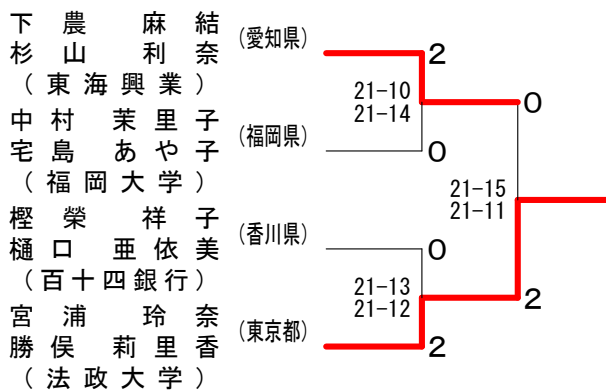 下農 麻結
杉山 利奈
(東海興業)
(愛知県)
2
21-10
21-14
0
中村 茉里子
宅島 あや子
(福岡大学)
(福岡県)
0
21-15
21-11
樫榮 祥子
樋口 亜依美
(百十四銀行)
(香川県)
0
21-13
21-12
2
宮浦 玲奈
勝俣 莉里香
(法政大学)
(東京都)
2